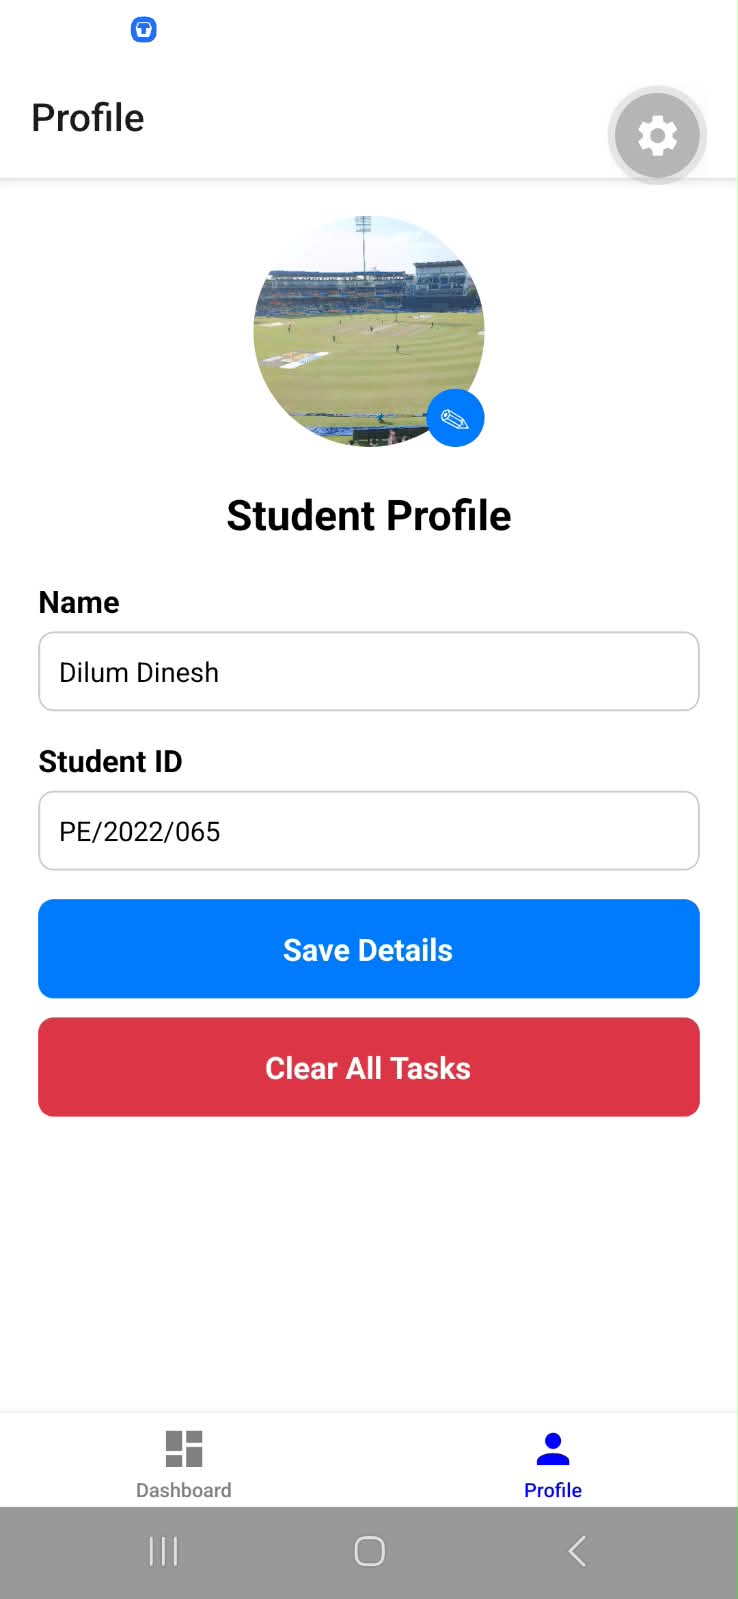 Profile
Student Profile
Name
Dilum Dinesh
Student ID
PE/2022/065
Save Details
Clear All Tasks
Dashboard
Profile